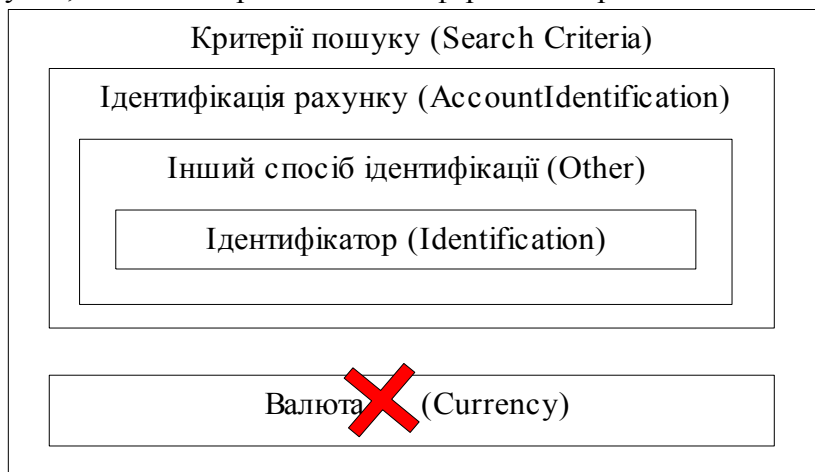 Критерії пошуку (Search Criteria)
Ідентифікація рахунку (AccountIdentification)
Інший спосіб ідентифікації (Other)
Ідентифікатор (Identification)
Валюта (Currency)